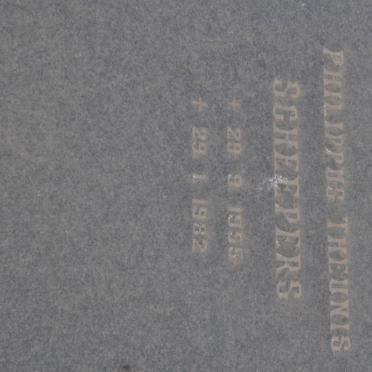 PHILIPPUS THEUNIS
SCHEEPERS
+ 29 9 1955
+ 29 1 1982